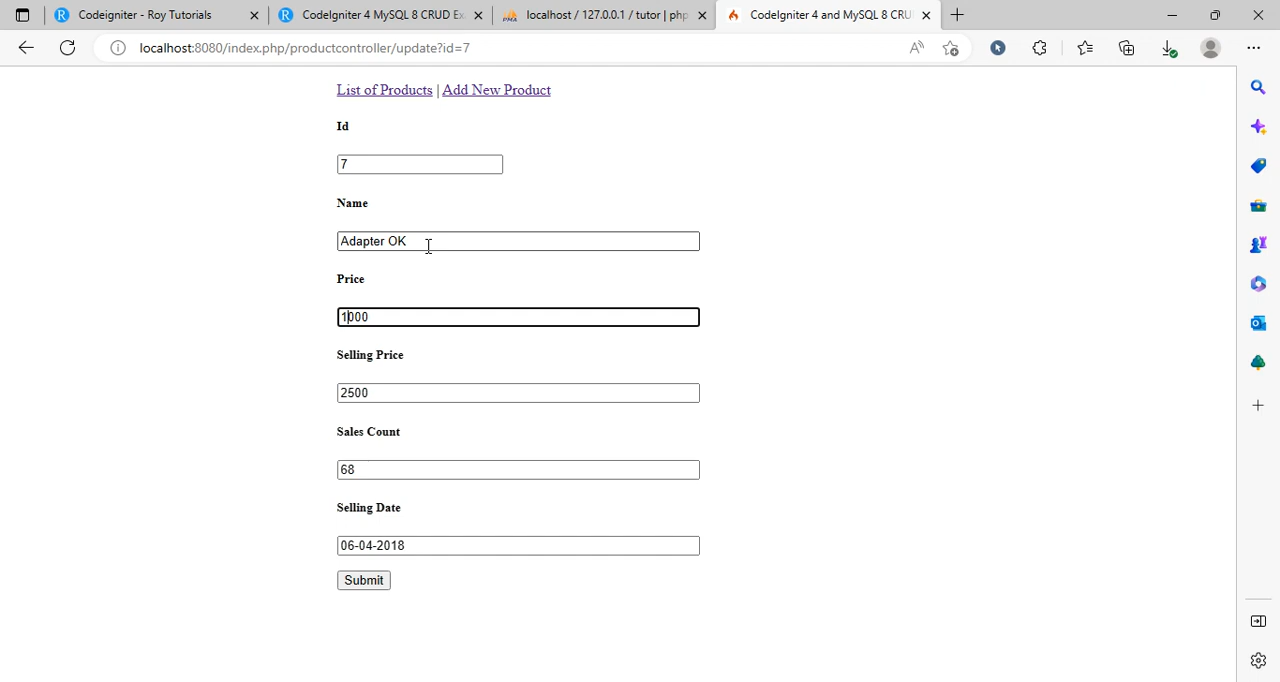 Codeigniter - Roy Tutorials
CodeIgniter 4 MySQL 8 CRUD Ex
localhost / 127.0.0.1 / tutor | php
CodeIgniter 4 and MySQL 8 CRU
localhost:8080/index.php/productcontroller/update?id=7
List of Products | Add New Product
Id
7
Name
Adapter OK
Price
1000
Selling Price
2500
Sales Count
68
Selling Date
06-04-2018
Submit